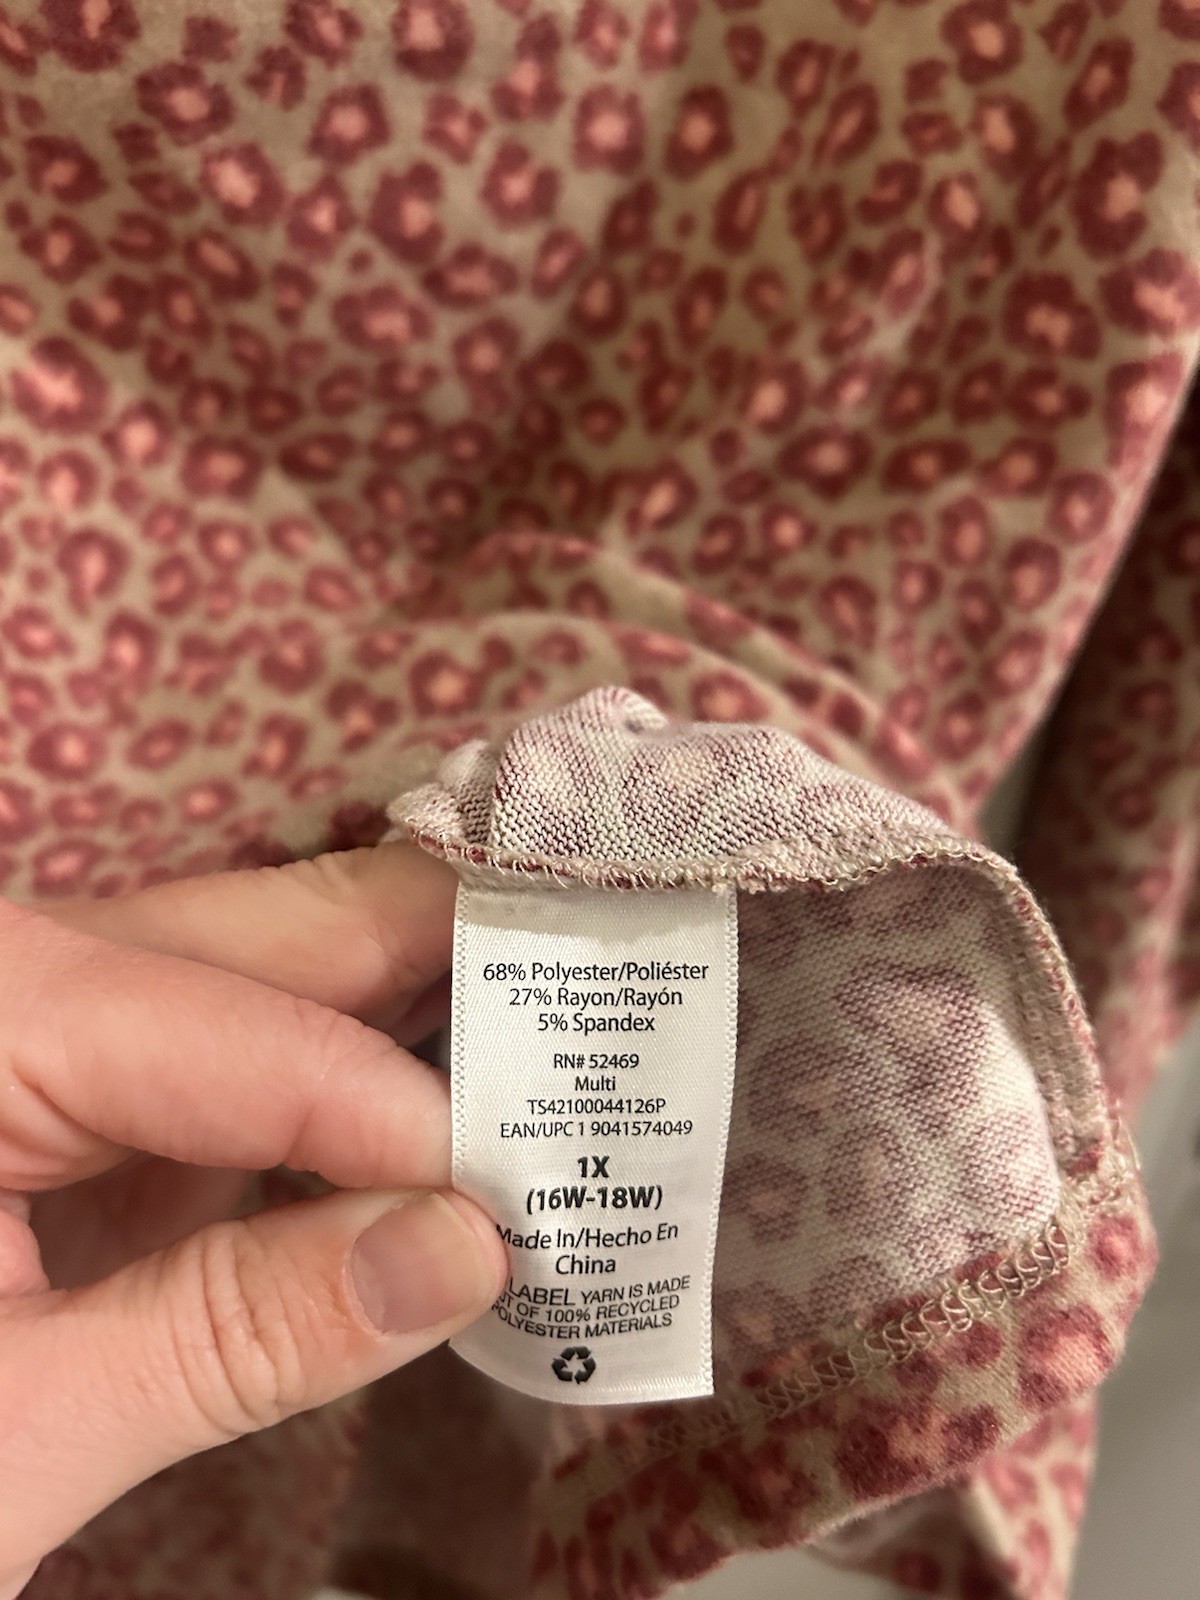 68% Polyester/Poliéster
27% Rayon/Rayón
5% Spandex
RN# 52469
Multi
TS42100044126P
EAN/UPC 1 9041574049
1X
(16W-18W)
Made In/Hecho En
China
LABEL YARN IS MADE
OF 100% RECYCLED
POLYESTER MATERIALS